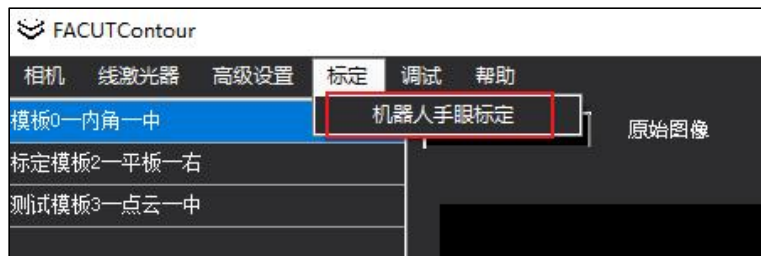 FACUTContour
相机 线激光器 高级设置 标定 调试 帮助
机器人手眼标定
模板0—内角—中
原始图像
标定模板2—平板—右
测试模板3—点云—中